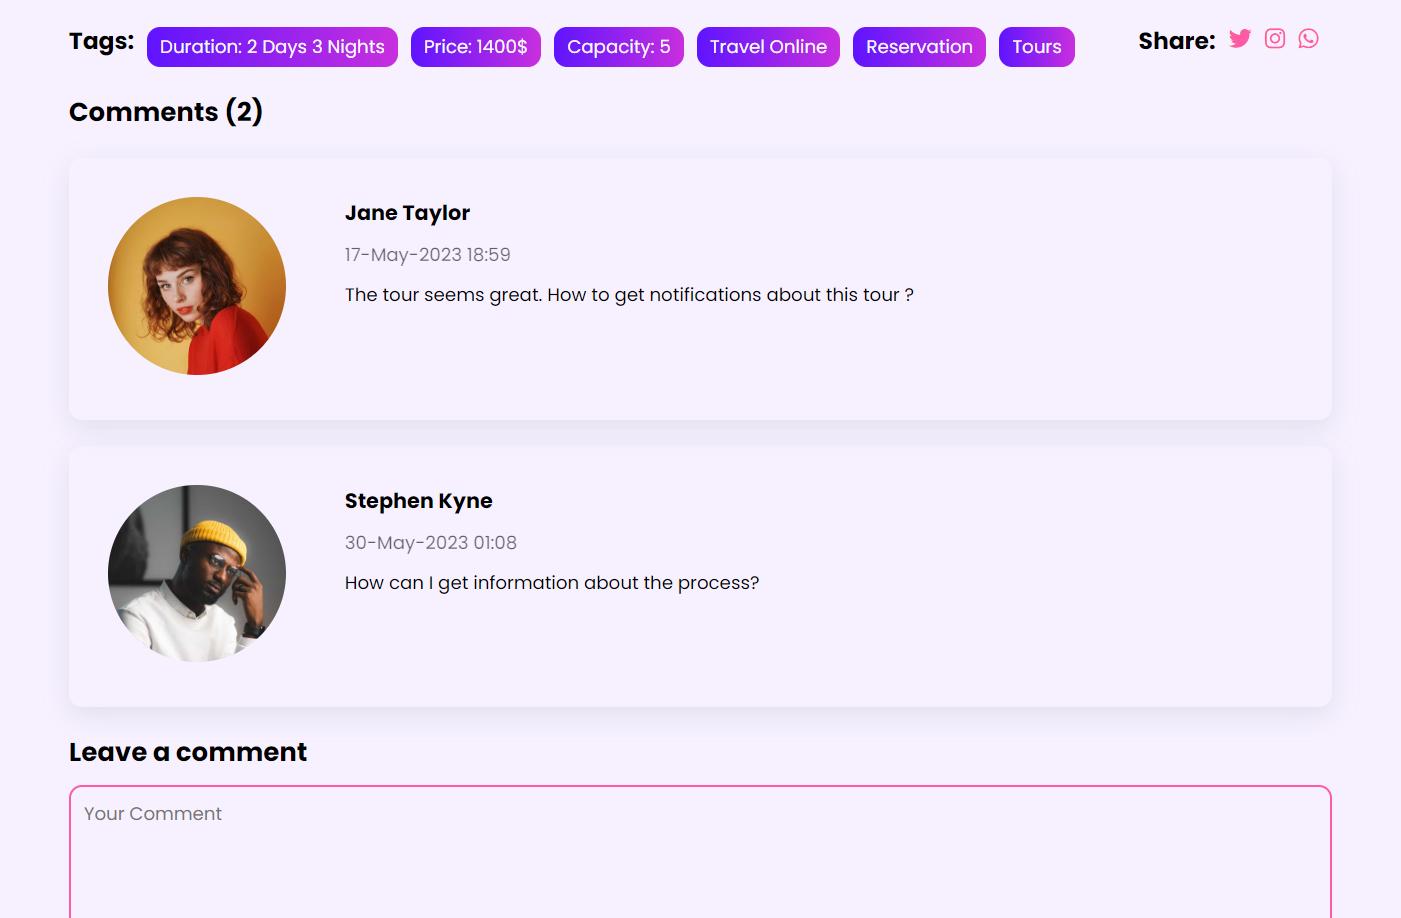 Tags: Duration: 2 Days 3 Nights Price: 1400$ Capacity: 5 Travel Online Reservation Tours Share:
Comments (2)
Jane Taylor
17-May-2023 18:59
The tour seems great. How to get notifications about this tour ?
Stephen Kyne
30-May-2023 01:08
How can I get information about the process?
Leave a comment
Your Comment